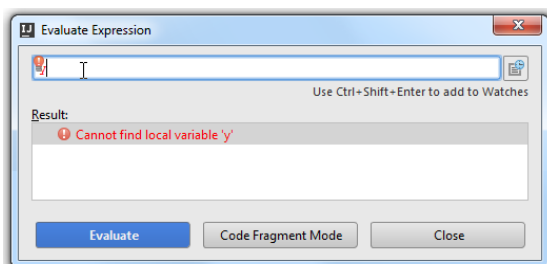 Evaluate Expression
y
Use Ctrl+Shift+Enter to add to Watches
Result:
Cannot find local variable 'y'
Evaluate
Code Fragment Mode
Close